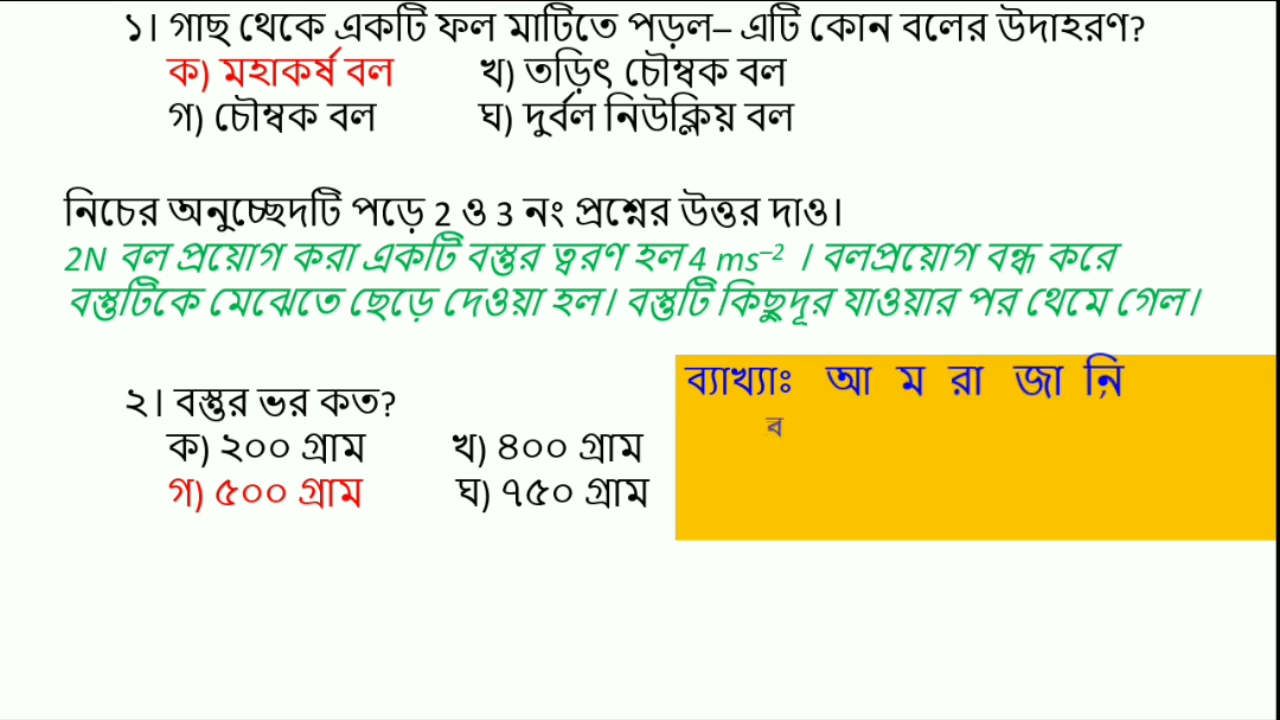 ১। গাছ থেকে একটি ফল মাটিতে পড়ল– এটি কোন বলের উদাহরণ?
ক) মহাকর্ষ বল খ) তড়িৎ চৌম্বক বল
গ) চৌম্বক বল ঘ) দুর্বল নিউক্লিয় বল
নিচের অনুচ্ছেদটি পড়ে 2 ও 3 নং প্রশ্নের উত্তর দাও।
2N বল প্রয়োগ করা একটি বস্তুর ত্বরণ হল 4 ms⁻² । বলপ্রয়োগ বন্ধ করে
বস্তুটিকে মেঝেতে ছেড়ে দেওয়া হল। বস্তুটি কিছুদূর যাওয়ার পর থেমে গেল।
২। বস্তুর ভর কত?
ক) ২০০ গ্রাম খ) ৪০০ গ্রাম
গ) ৫০০ গ্রাম ঘ) ৭৫০ গ্রাম
ব্যাখ্যাঃ আ ম রা জা নি